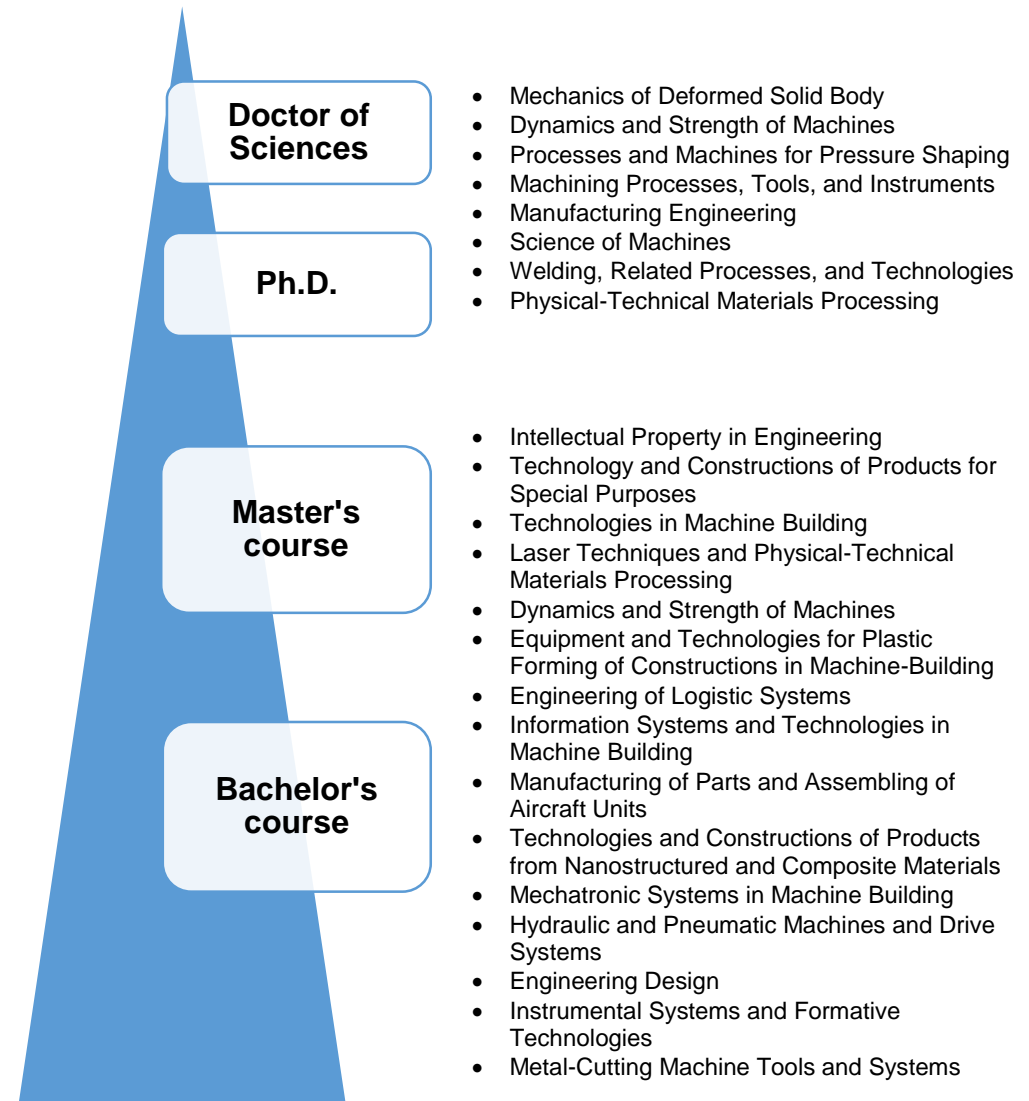 Doctor of
Sciences
• Mechanics of Deformed Solid Body
• Dynamics and Strength of Machines
• Processes and Machines for Pressure Shaping
• Machining Processes, Tools, and Instruments
• Manufacturing Engineering
• Science of Machines
• Welding, Related Processes, and Technologies
• Physical-Technical Materials Processing
Ph.D.
Master's
course
• Intellectual Property in Engineering
• Technology and Constructions of Products for
Special Purposes
• Technologies in Machine Building
• Laser Techniques and Physical-Technical
Materials Processing
• Dynamics and Strength of Machines
• Equipment and Technologies for Plastic
Forming of Constructions in Machine-Building
• Engineering of Logistic Systems
• Information Systems and Technologies in
Machine Building
• Manufacturing of Parts and Assembling of
Aircraft Units
• Technologies and Constructions of Products
from Nanostructured and Composite Materials
• Mechatronic Systems in Machine Building
• Hydraulic and Pneumatic Machines and Drive
Systems
• Engineering Design
• Instrumental Systems and Formative
Technologies
• Metal-Cutting Machine Tools and Systems
Bachelor's
course